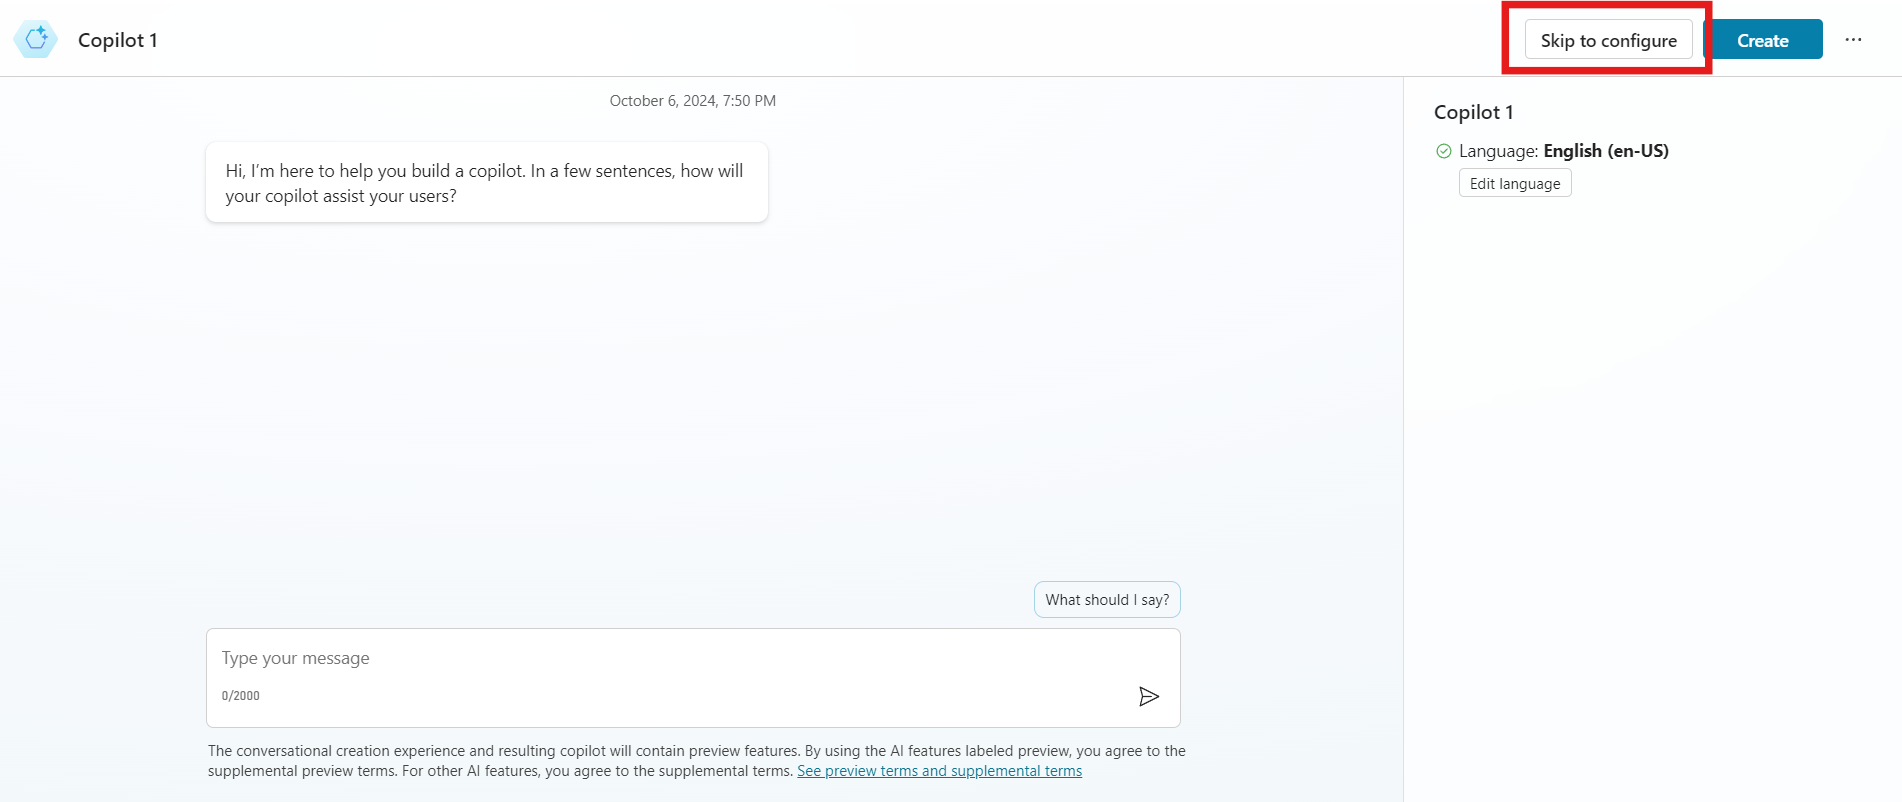 Copilot 1
Skip to configure
Create
October 6, 2024, 7:50 PM
Hi, I'm here to help you build a copilot. In a few sentences, how will
your copilot assist your users?
What should I say?
Type your message
0/2000
The conversational creation experience and resulting copilot will contain preview features. By using the AI features labeled preview, you agree to the
supplemental preview terms. For other AI features, you agree to the supplemental terms. See preview terms and supplemental terms
Copilot 1
Language: English (en-US)
Edit language